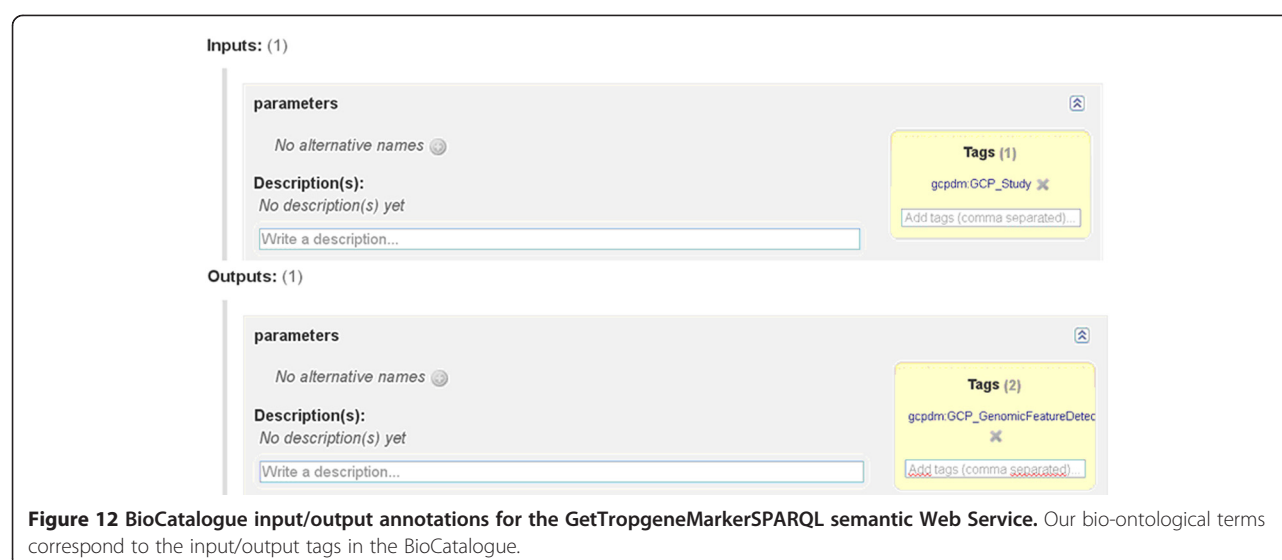 Inputs: (1)
parameters
No alternative names
Tags (1)
gcpdm:GCP_Study
Description(s):
No description(s) yet
Add tags (comma separated)...
Write a description...
Outputs: (1)
parameters
No alternative names
Tags (2)
gcpdm:GCP_GenomicFeatureDetec
Description(s):
No description(s) yet
Add tags (comma separated)...
Write a description...
Figure 12 BioCatalogue input/output annotations for the GetTropgeneMarkerSPARQL semantic Web Service. Our bio-ontological terms
correspond to the input/output tags in the BioCatalogue.